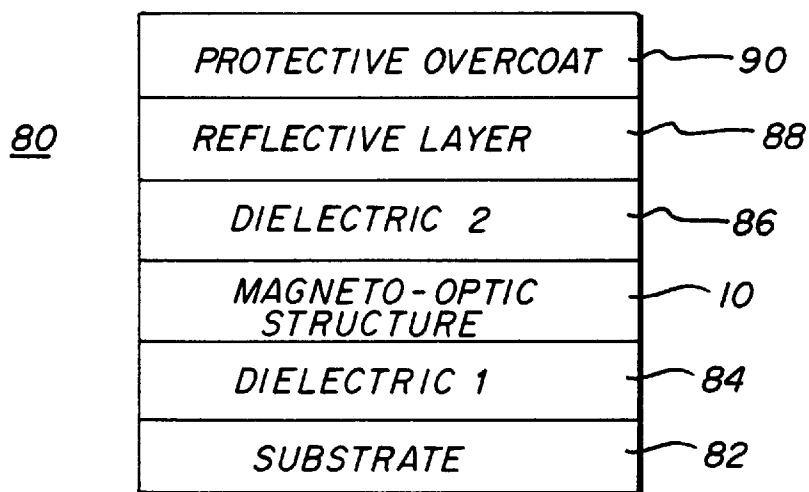 PROTECTIVE OVERCOAT 90
80
REFLECTIVE LAYER 88
DIELECTRIC 2 86
MAGNETO-OPTIC
STRUCTURE
10
DIELECTRIC 1 84
SUBSTRATE 82